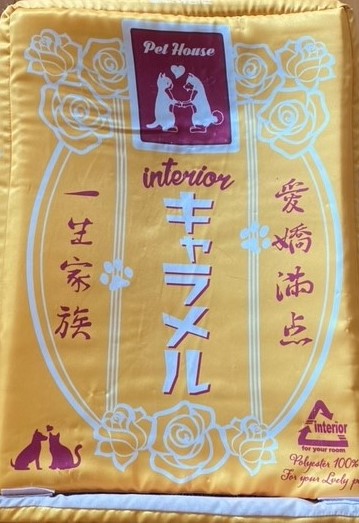 Pet House
interior
キャラメル
愛嬌満点
一生家族
interior
for your room
Polyester 100%
For your Lovely